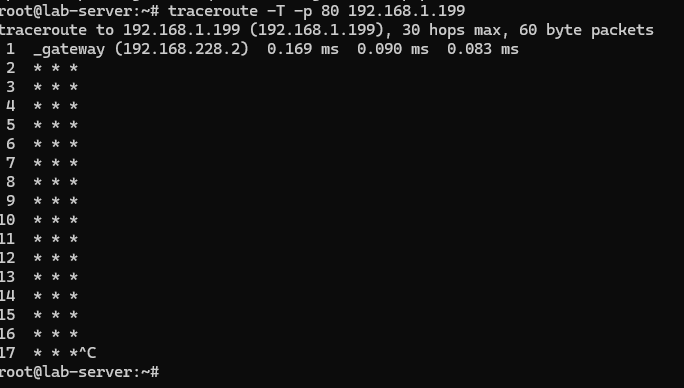 root@lab-server:~# traceroute -T -p 80 192.168.1.199
traceroute to 192.168.1.199 (192.168.1.199), 30 hops max, 60 byte packets
 1  _gateway (192.168.228.2)  0.169 ms  0.090 ms  0.083 ms
 2  * * *
 3  * * *
 4  * * *
 5  * * *
 6  * * *
 7  * * *
 8  * * *
 9  * * *
10  * * *
11  * * *
12  * * *
13  * * *
14  * * *
15  * * *
16  * * *
17  * * *^C
root@lab-server:~#